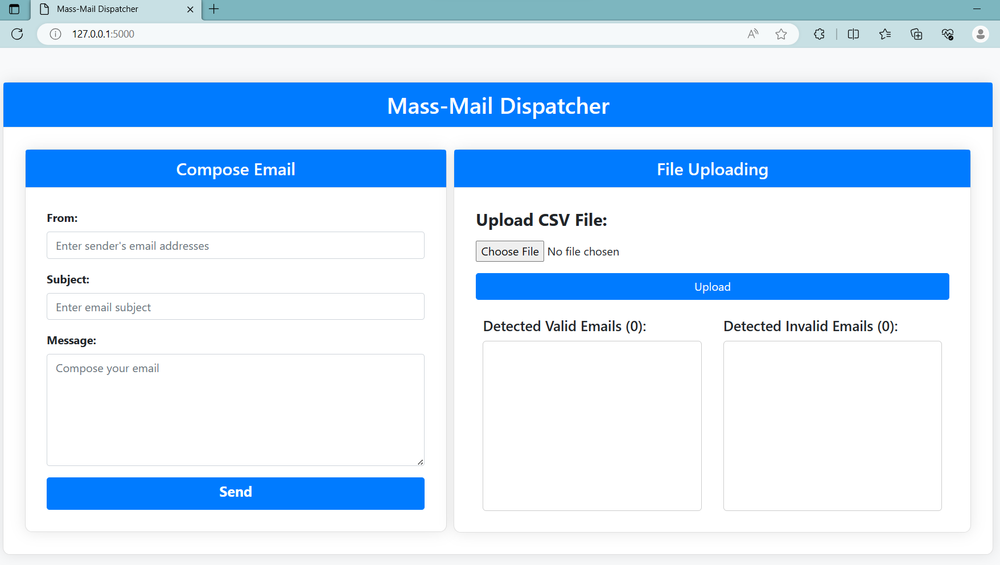 Mass-Mail Dispatcher
127.0.0.1:5000
Mass-Mail Dispatcher
Compose Email
From:
Enter sender's email addresses
Subject:
Enter email subject
Message:
Compose your email
Send
File Uploading
Upload CSV File:
Choose File No file chosen
Upload
Detected Valid Emails (0): Detected Invalid Emails (0):